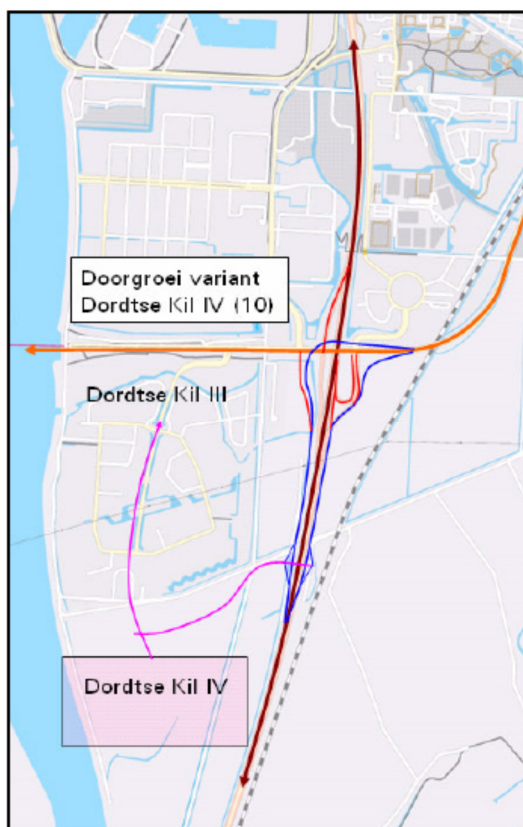 Doorgroei variant
Dordtse Kil IV (10)
Dordtse Kil III
Dordtse Kil IV